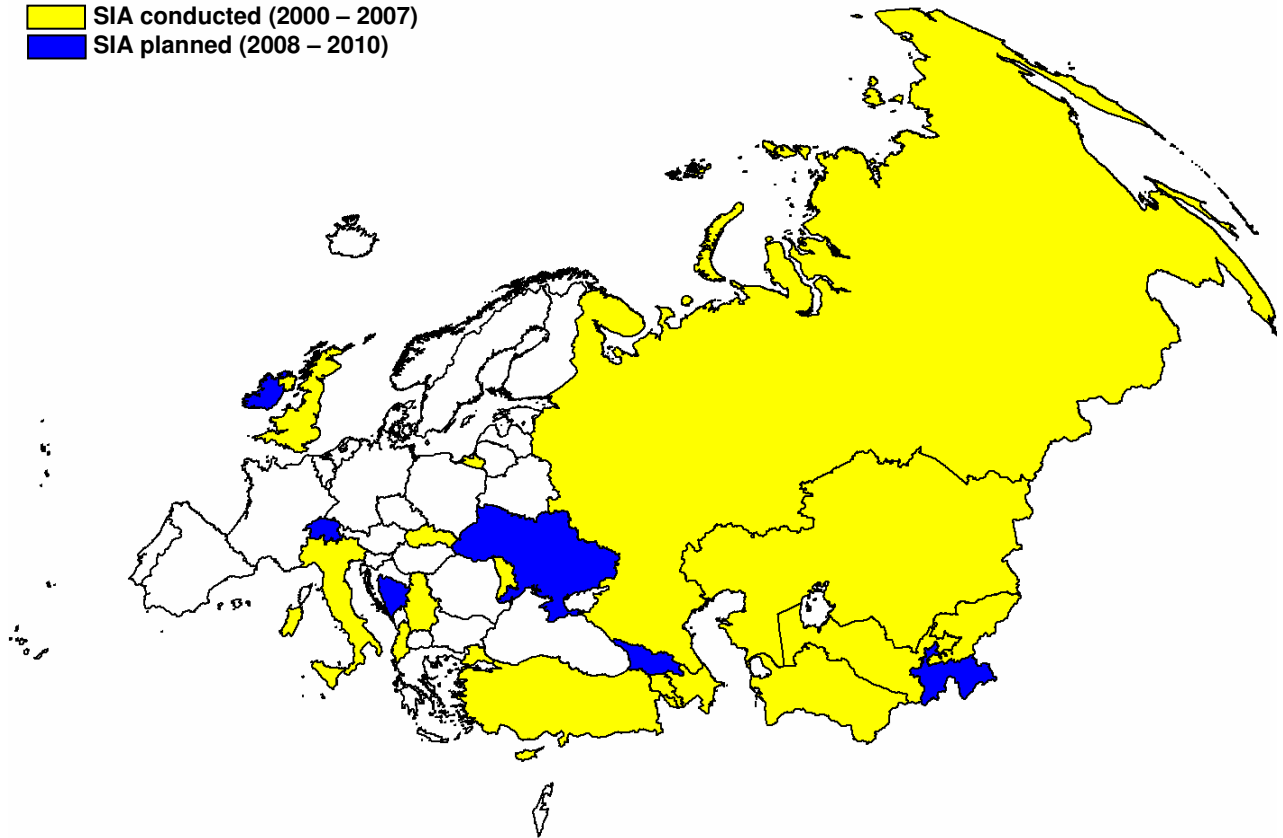 SIA conducted (2000 – 2007)
SIA planned (2008 – 2010)